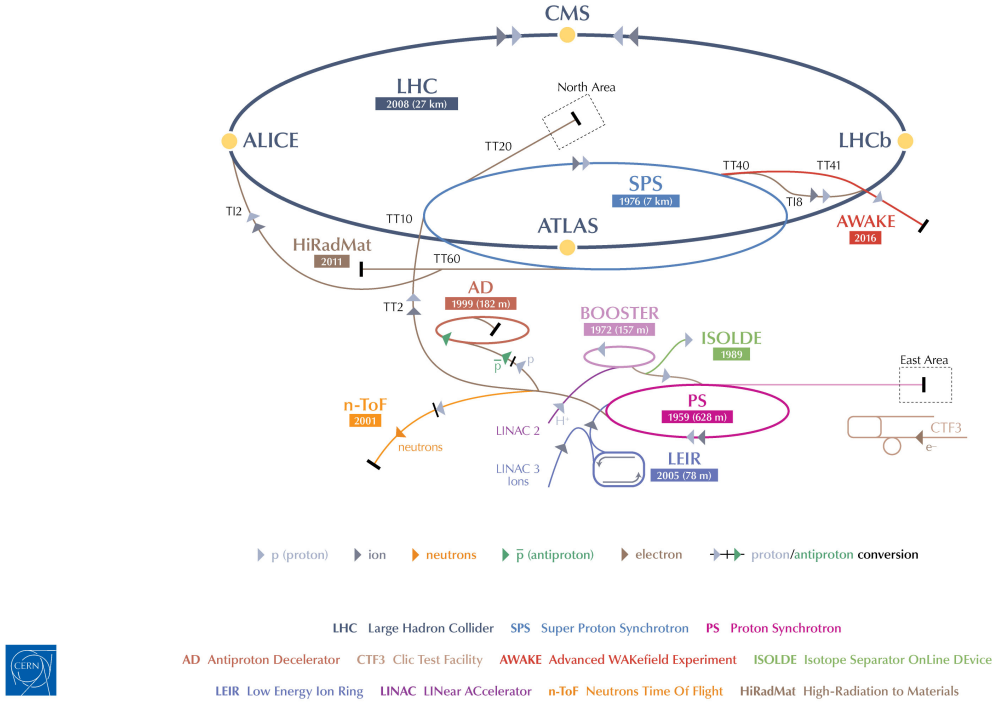 CMS
LHC
2008 (27 km)
North Area
ALICE
TT20
LHCb
TT40
TT41
SPS
1976 (7 km)
TI8
TI2
TT10
ATLAS
AWAKE
2016
HiRadMat
2011
TT60
AD
1999 (182 m)
TT2
BOOSTER
1972 (157 m)
ISOLDE
1989
p
p̅
East Area
n-ToF
2001
PS
1959 (628 m)
H⁺
LINAC 2
neutrons
CTF3
e⁻
LEIR
2005 (78 m)
LINAC 3
Ions
p (proton) ion neutrons p̅ (antiproton) electron proton/antiproton conversion
LHC Large Hadron Collider SPS Super Proton Synchrotron PS Proton Synchrotron
AD Antiproton Decelerator CTF3 Clic Test Facility AWAKE Advanced WAKefield Experiment ISOLDE Isotope Separator OnLine DEvice
LEIR Low Energy Ion Ring LINAC LINear ACcelerator n-ToF Neutrons Time Of Flight HiRadMat High-Radiation to Materials
CERN